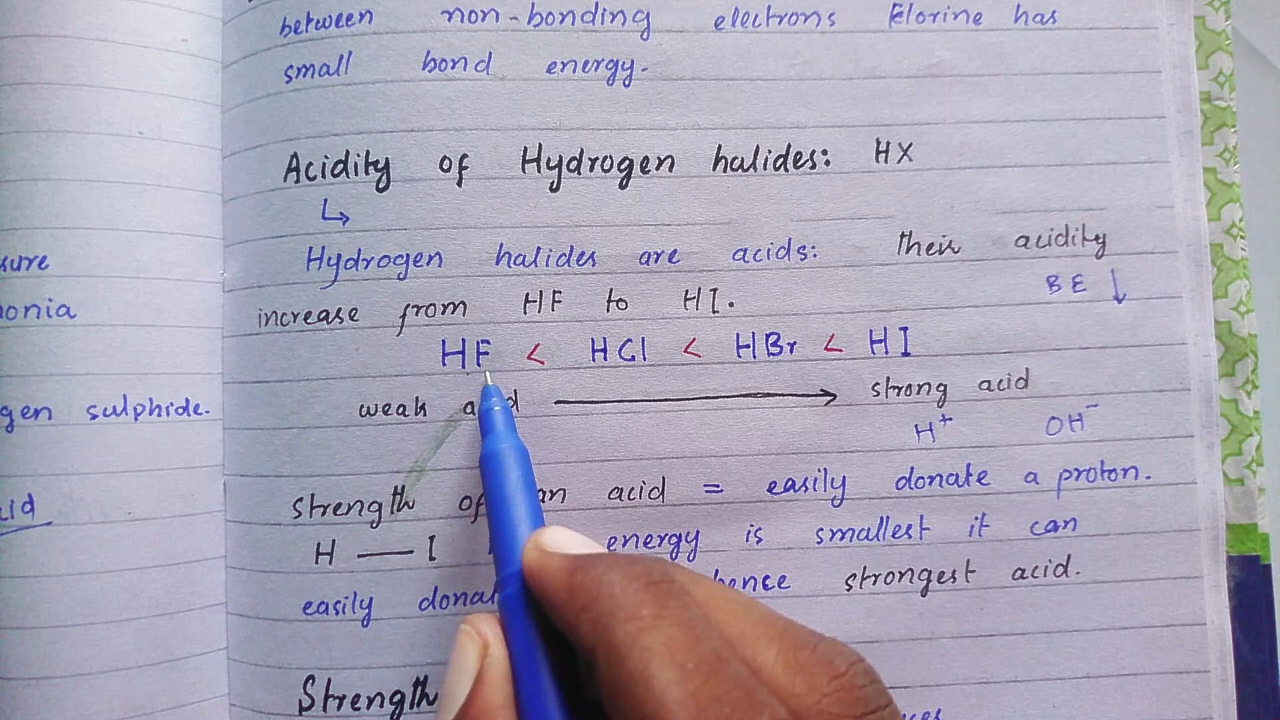 between non-bonding electrons Florine has
small bond energy.
Acidity of Hydrogen halides: HX
↳
Hydrogen halides are acids: their acidity
BE ↓
increase from HF to HI.
HF < HCl < HBr < HI
weak acid → strong acid
H⁺ OH⁻
strength of an acid = easily donate a proton.
H — I energy is smallest it can
easily hence strongest acid.
Strength
sure
onia
gen sulphide.
id